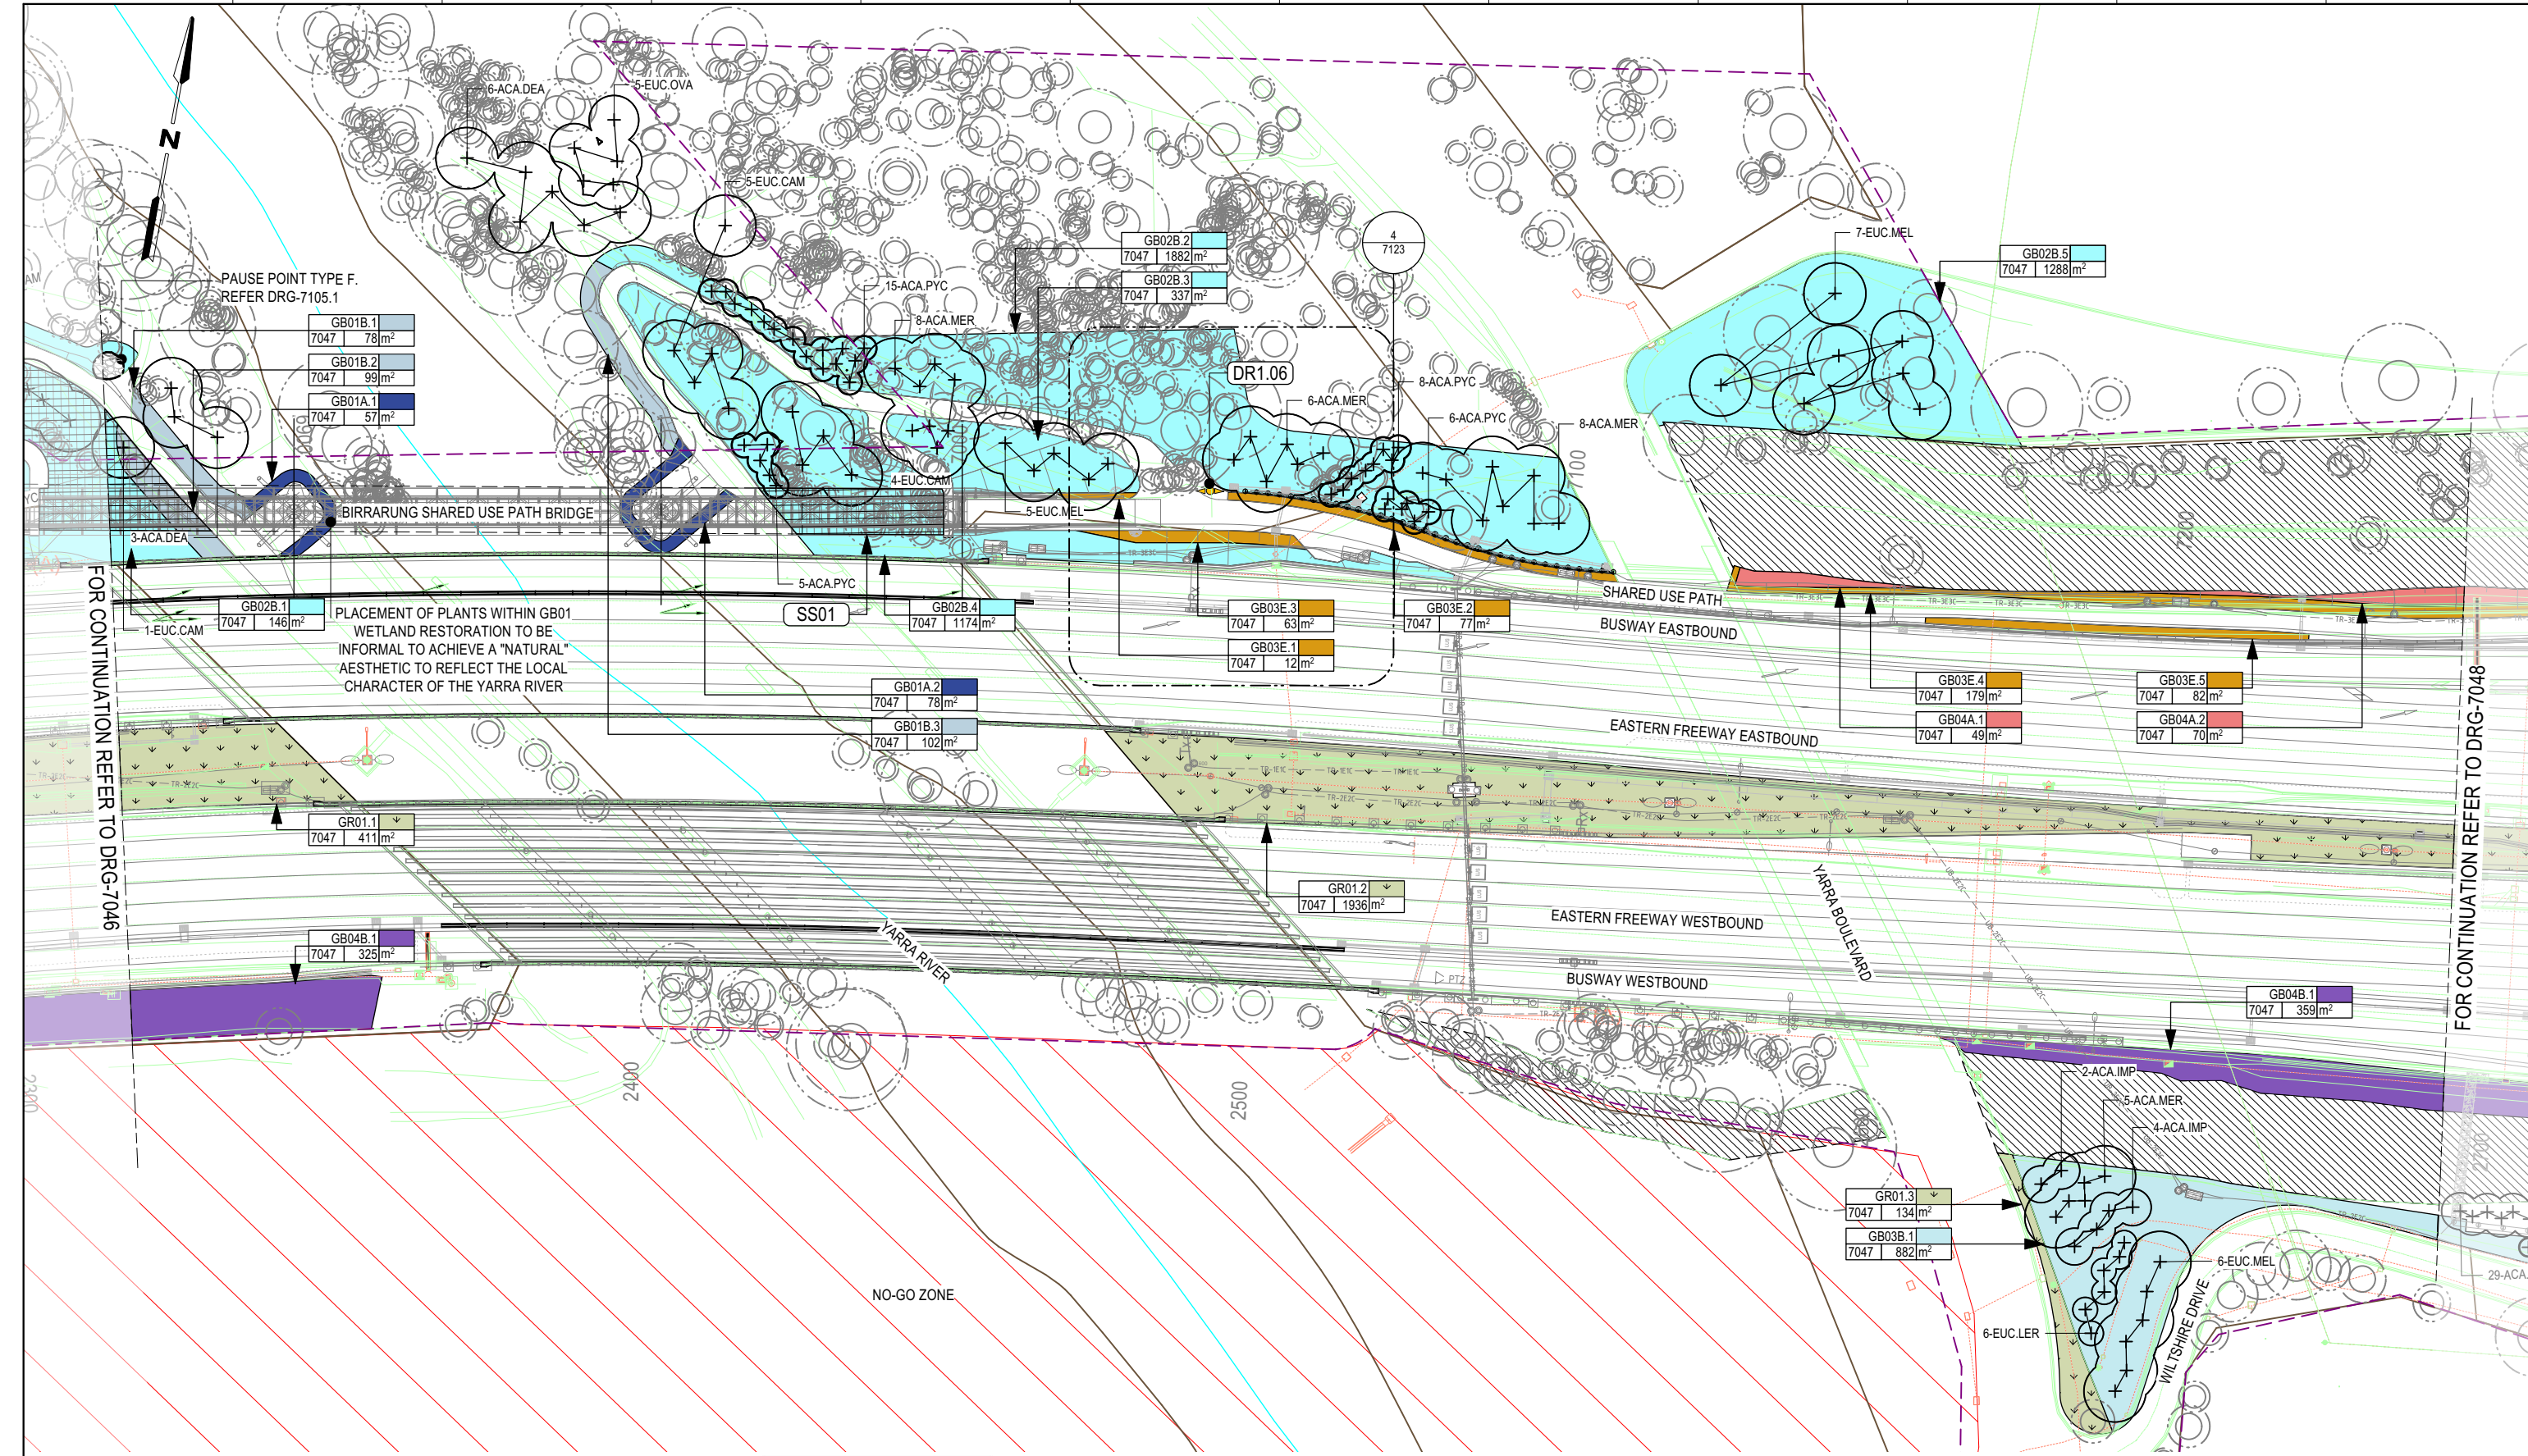 6-ACA.DEA
5-EUC.OVA
N
5-EUC.CAM
4
7123
7-EUC.MEL
GB02B.2
7047 1882 m²
GB02B.3
7047 337 m²
GB02B.5
7047 1288 m²
PAUSE POINT TYPE F.
REFER DRG-7105.1
15-ACA.PYC
8-ACA.MER
GB01B.1
7047 78 m²
GB01B.2
7047 99 m²
GB01A.1
7047 57 m²
DR1.06
8-ACA.PYC
6-ACA.MER
6-ACA.PYC
8-ACA.MER
4-EUC.CAM
5-EUC.MEL
BIRRARUNG SHARED USE PATH BRIDGE
3-ACA.DEA
5-ACA.PYC
SS01
1-EUC.CAM
GB02B.1
7047 146 m²
PLACEMENT OF PLANTS WITHIN GB01
WETLAND RESTORATION TO BE
INFORMAL TO ACHIEVE A "NATURAL"
AESTHETIC TO REFLECT THE LOCAL
CHARACTER OF THE YARRA RIVER
GB02B.4
7047 1174 m²
GB03E.3
7047 63 m²
GB03E.1
7047 12 m²
GB03E.2
7047 77 m²
SHARED USE PATH
BUSWAY EASTBOUND
2200
GB01A.2
7047 78 m²
GB01B.3
7047 102 m²
GB03E.4
7047 179 m²
GB04A.1
7047 49 m²
GB03E.5
7047 82 m²
GB04A.2
7047 70 m²
EASTERN FREEWAY EASTBOUND
FOR CONTINUATION REFER TO DRG-7046
FOR CONTINUATION REFER TO DRG-7048
GR01.1
7047 411 m²
GR01.2
7047 1936 m²
EASTERN FREEWAY WESTBOUND
YARRA BOULEVARD
YARRA RIVER
GB04B.1
7047 325 m²
PTZ
BUSWAY WESTBOUND
GB04B.1
7047 359 m²
2300
2400
2500
2-ACA.IMP
5-ACA.MER
4-ACA.IMP
GR01.3
7047 134 m²
GB03B.1
7047 882 m²
6-EUC.MEL
29-ACA.
6-EUC.LER
WILTSHIRE DRIVE
NO-GO ZONE